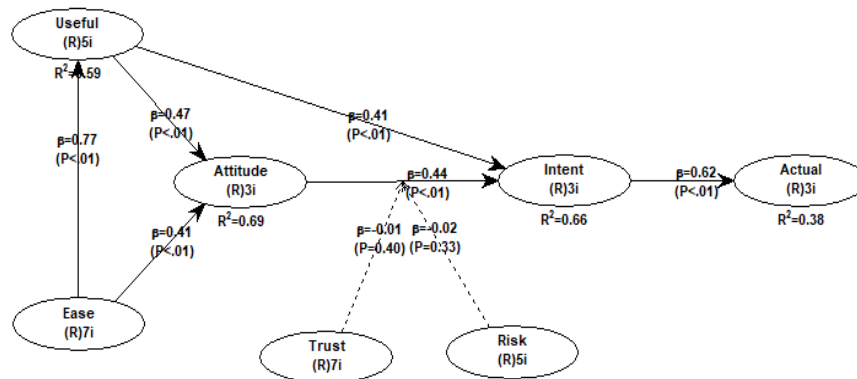 Useful
(R)5i
R²=0.59
β=0.47
(P<.01)
β=0.41
(P<.01)
β=0.77
(P<.01)
Attitude
(R)3i
R²=0.69
β=0.44
(P<.01)
Intent
(R)3i
R²=0.66
β=0.62
(P<.01)
Actual
(R)3i
R²=0.38
β=0.41
(P<.01)
β=-0.01
(P=0.40)
β=-0.02
(P=0.33)
Ease
(R)7i
Trust
(R)7i
Risk
(R)5i